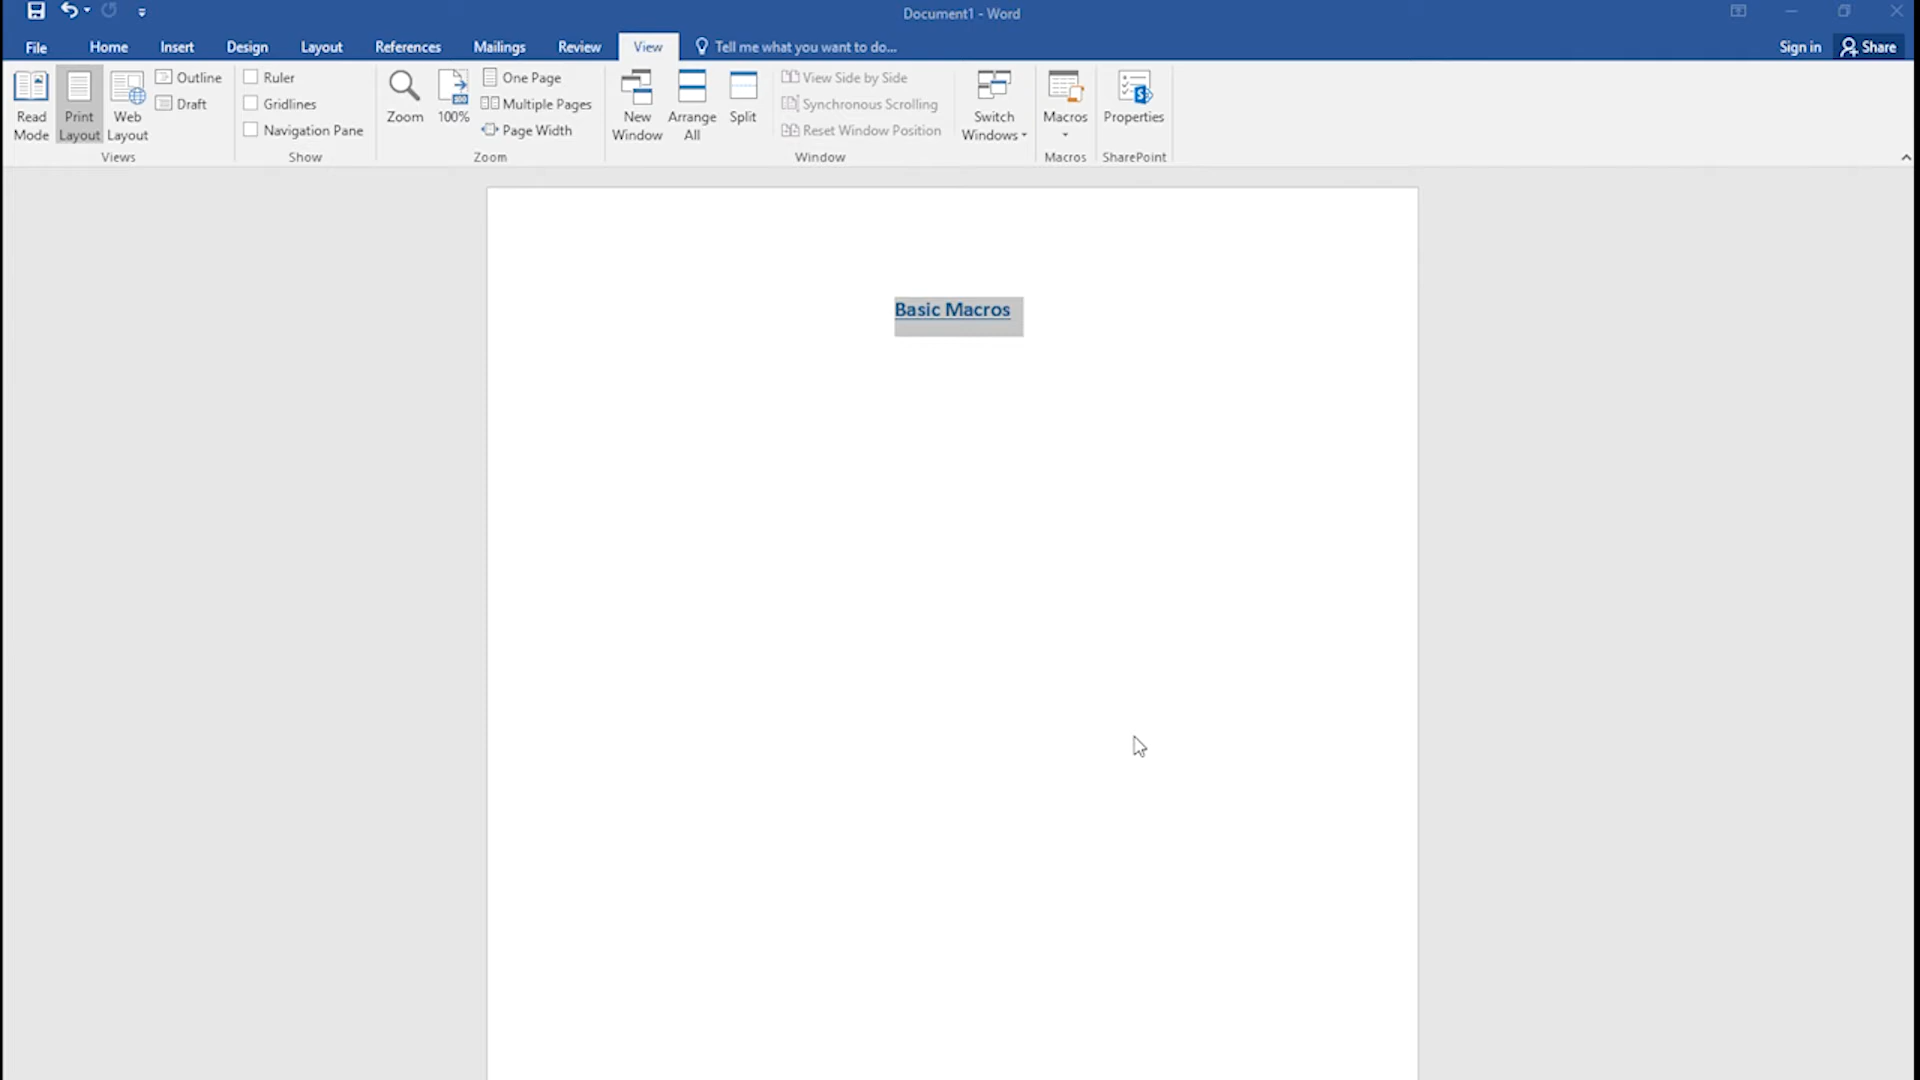 Document1 - Word
File Home Insert Design Layout References Mailings Review View Tell me what you want to do... Sign in Share
Read Mode
Print Layout
Web Layout
Outline
Draft
Views
Ruler
Gridlines
Navigation Pane
Show
Zoom
100
100%
One Page
Multiple Pages
Page Width
Zoom
New Window
Arrange All
Split
View Side by Side
Synchronous Scrolling
Reset Window Position
Switch Windows
Window
Macros
Macros
Properties
SharePoint
Basic Macros